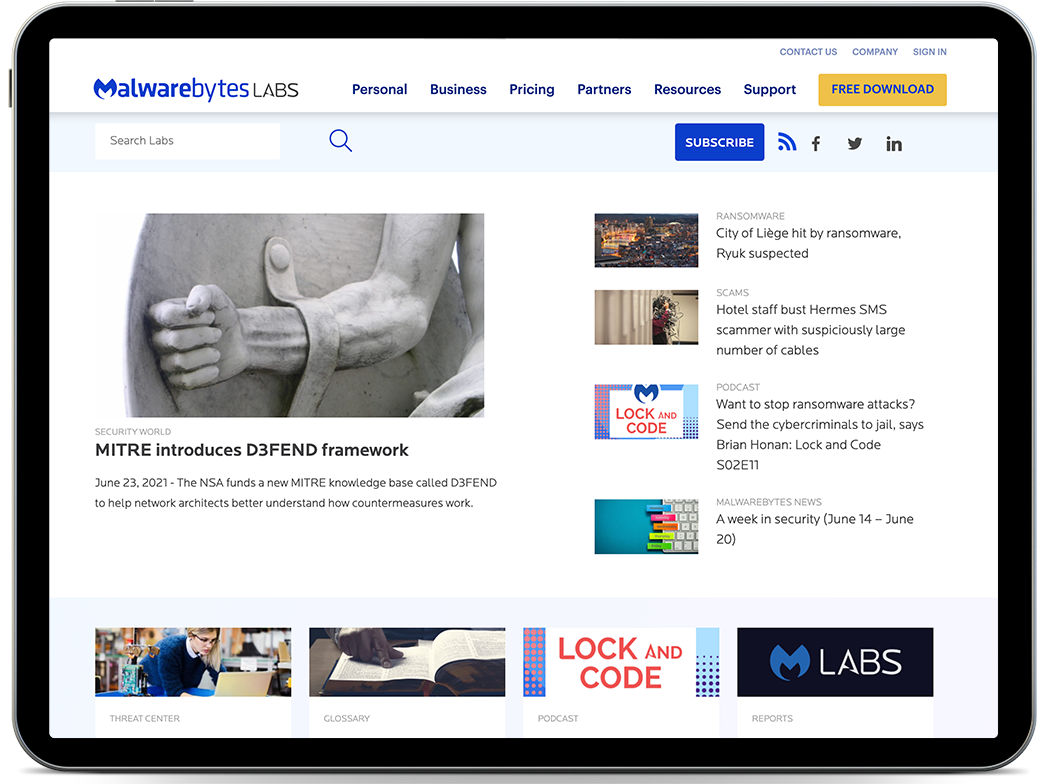 CONTACT US COMPANY SIGN IN
Malwarebytes LABS
Personal Business Pricing Partners Resources Support FREE DOWNLOAD
Search Labs
SUBSCRIBE
SECURITY WORLD
MITRE introduces D3FEND framework
June 23, 2021 - The NSA funds a new MITRE knowledge base called D3FEND
to help network architects better understand how countermeasures work.
RANSOMWARE
City of Liège hit by ransomware,
Ryuk suspected
SCAMS
Hotel staff bust Hermes SMS
scammer with suspiciously large
number of cables
LOCK AND
CODE
PODCAST
Want to stop ransomware attacks?
Send the cybercriminals to jail, says
Brian Honan: Lock and Code
S02E11
MALWAREBYTES NEWS
A week in security (June 14 – June
20)
THREAT CENTER
GLOSSARY
LOCK AND
CODE
PODCAST
LABS
REPORTS